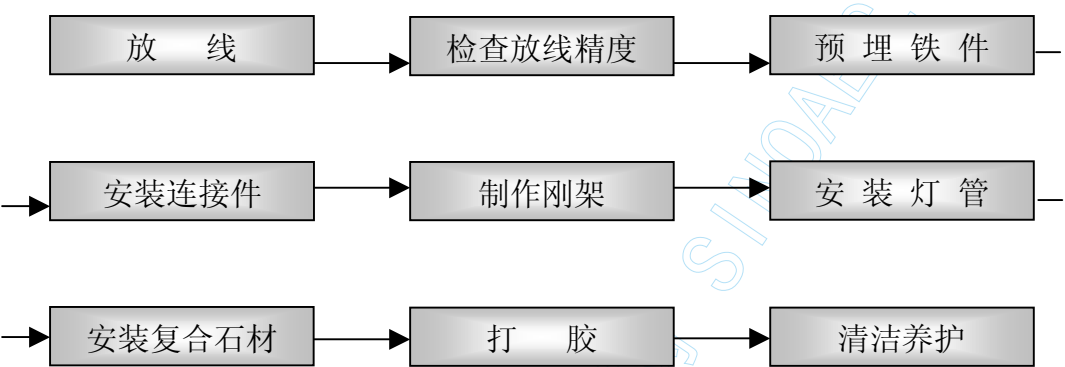 放 线
检查放线精度
预 埋 铁 件
安装连接件
制作刚架
安 装 灯 管
安装复合石材
打 胶
清洁养护